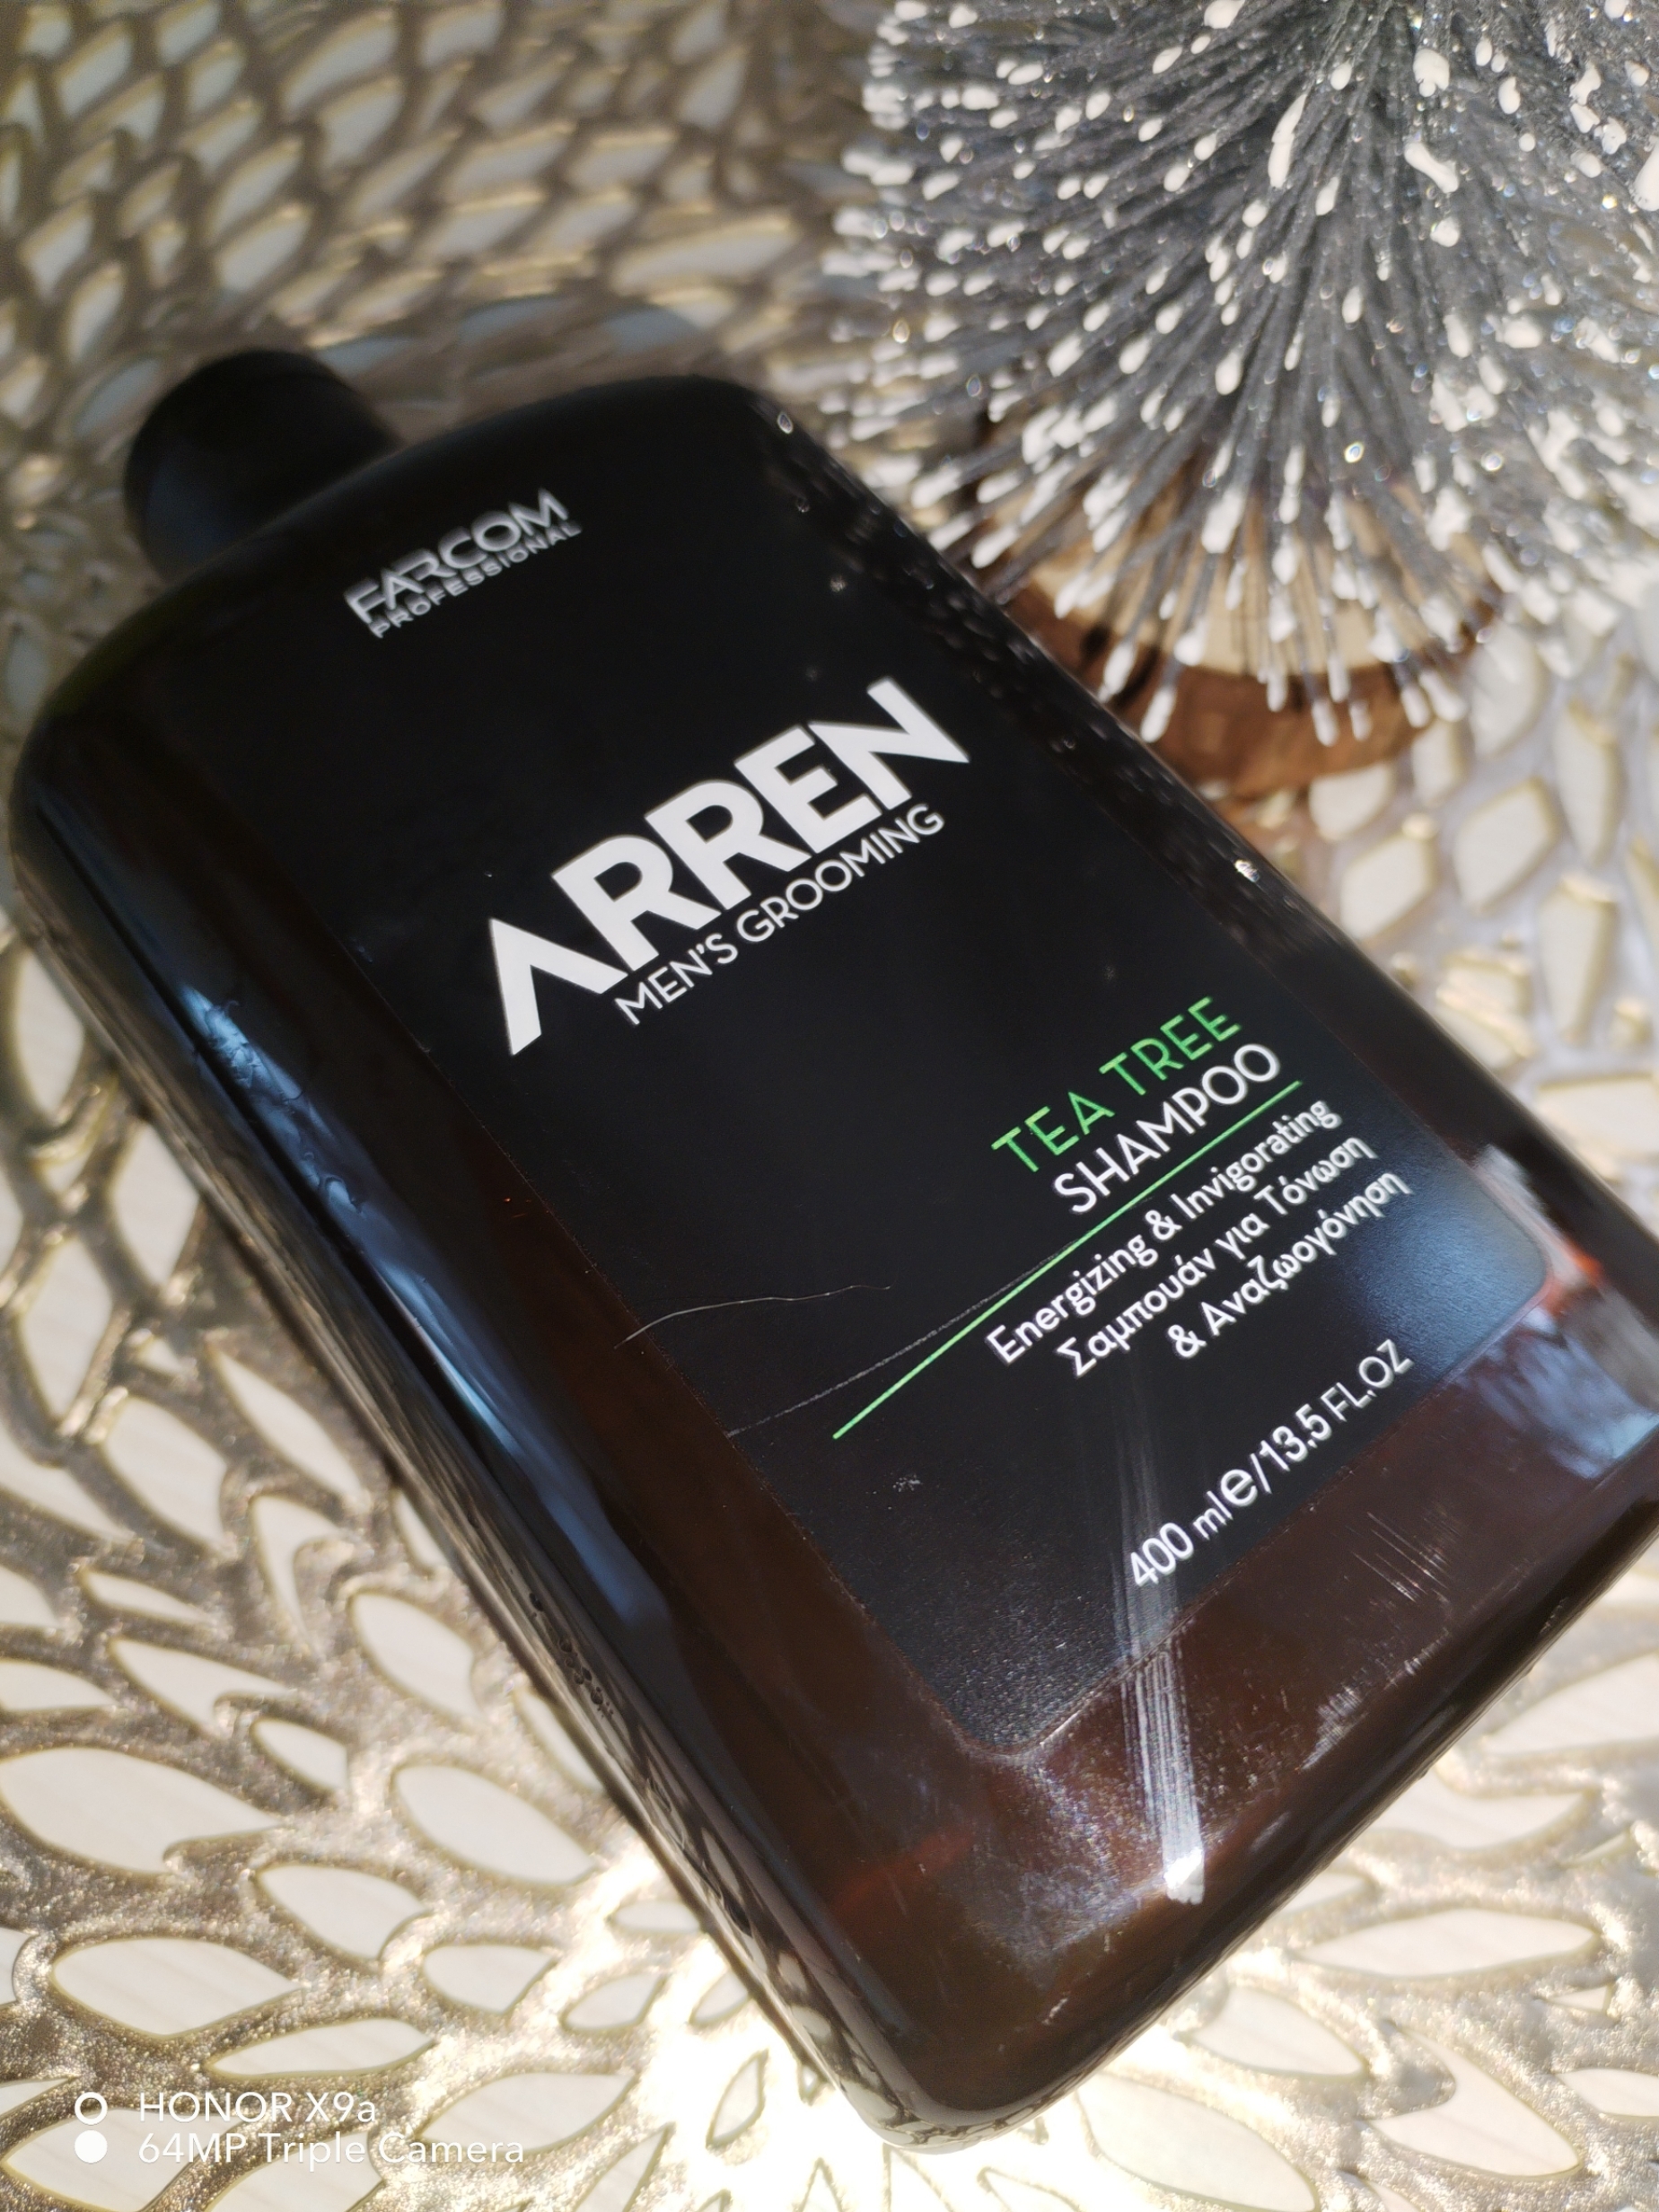 FARCOM
PROFESSIONAL
ARREN
MEN'S GROOMING
TEA TREE
SHAMPOO
Energizing & Invigorating
Σαμπουάν για Τόνωση
& Αναζωογόνηση
400 ml e/13.5 FL.OZ
HONOR X9a
64MP Triple Camera